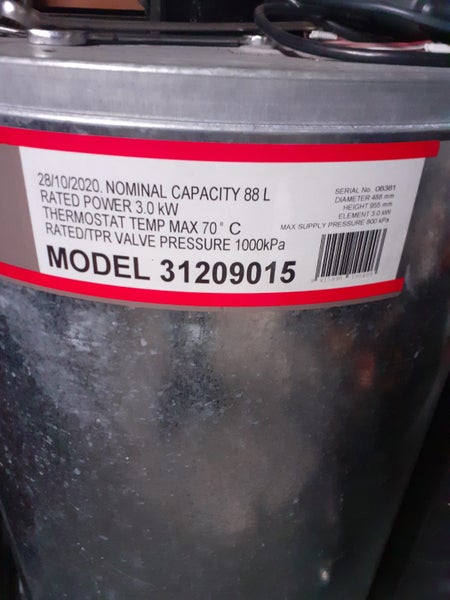 28/10/2020. NOMINAL CAPACITY 88 L
RATED POWER 3.0 kW
THERMOSTAT TEMP MAX 70° C
RATED/TPR VALVE PRESSURE 1000kPa
MODEL 31209015
SERIAL No 08381
DIAMETER 488 mm
HEIGHT 955 mm
ELEMENT 3.0 kW
MAX SUPPLY PRESSURE 800 kPa